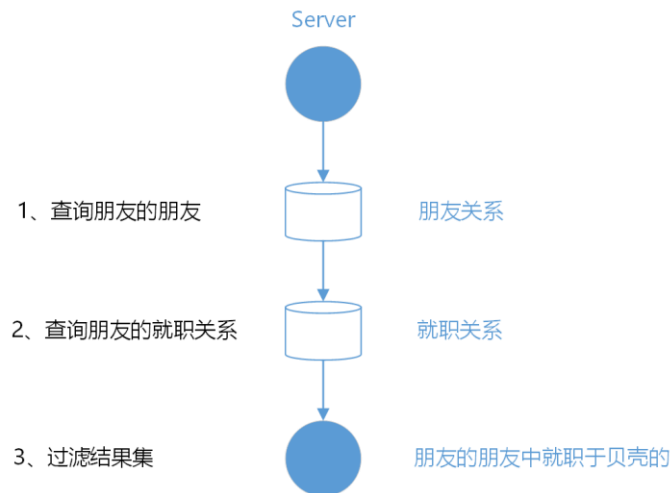 Server
1、查询朋友的朋友
朋友关系
2、查询朋友的就职关系
就职关系
3、过滤结果集
朋友的朋友中就职于贝壳的